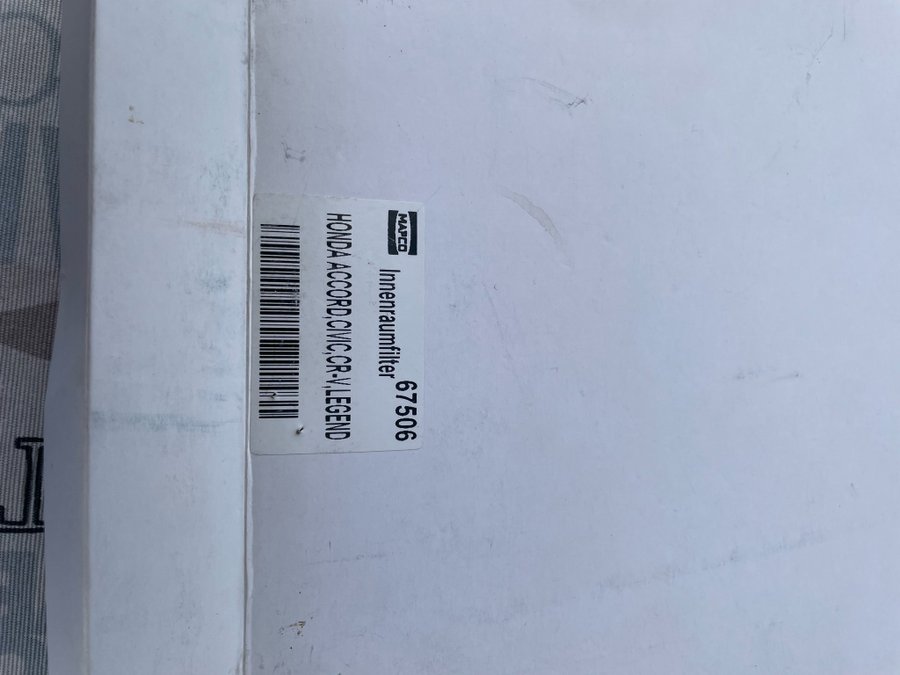 MAPCO
Innenraumfilter 67506
HONDA ACCORD,CIVIC,CR-V,LEGEND